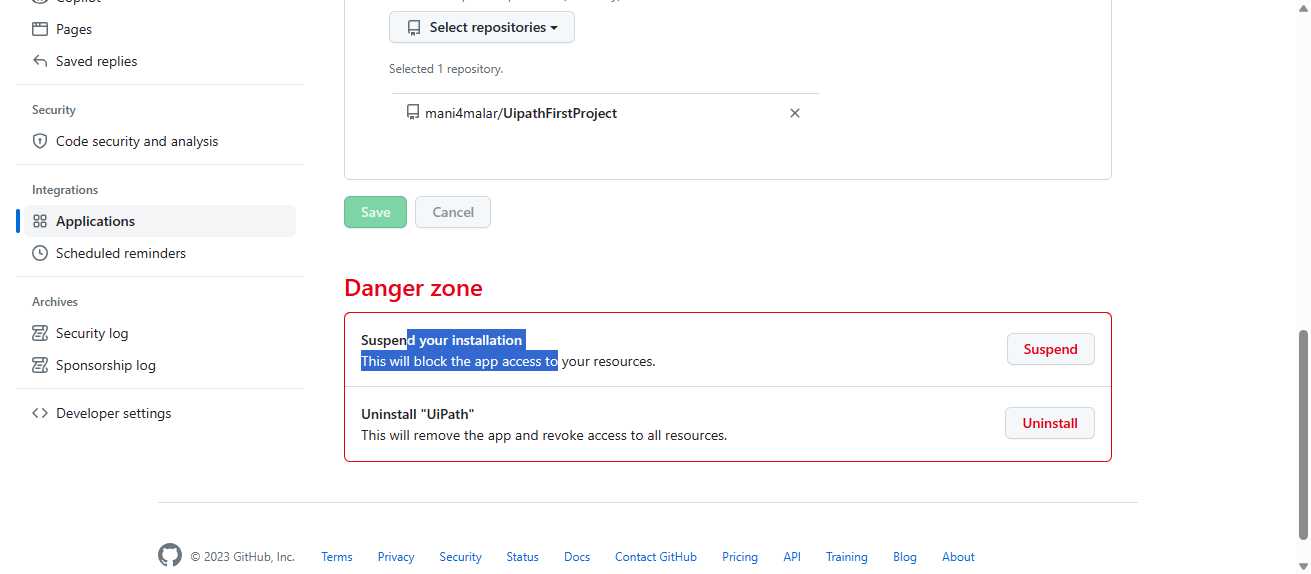 Pages
Saved replies
Security
Code security and analysis
Integrations
Applications
Scheduled reminders
Archives
Security log
Sponsorship log
Developer settings
Select repositories
Selected 1 repository.
mani4malar/UipathFirstProject
Save
Cancel
Danger zone
Suspend your installation
This will block the app access to your resources.
Suspend
Uninstall "UiPath"
This will remove the app and revoke access to all resources.
Uninstall
© 2023 GitHub, Inc.
Terms
Privacy
Security
Status
Docs
Contact GitHub
Pricing
API
Training
Blog
About